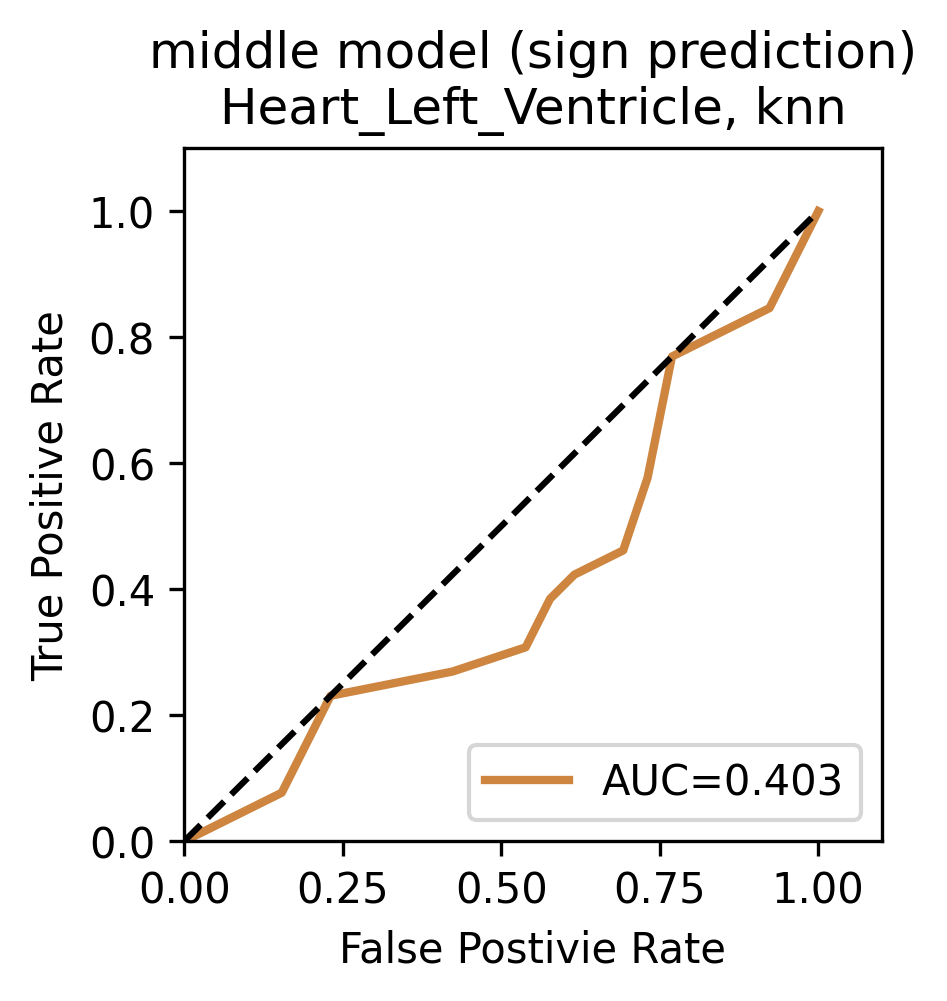 middle model (sign prediction)
Heart_Left_Ventricle, knn
True Positive Rate
1.0
0.8
0.6
0.4
0.2
0.0
AUC=0.403
0.00 0.25 0.50 0.75 1.00
False Postivie Rate